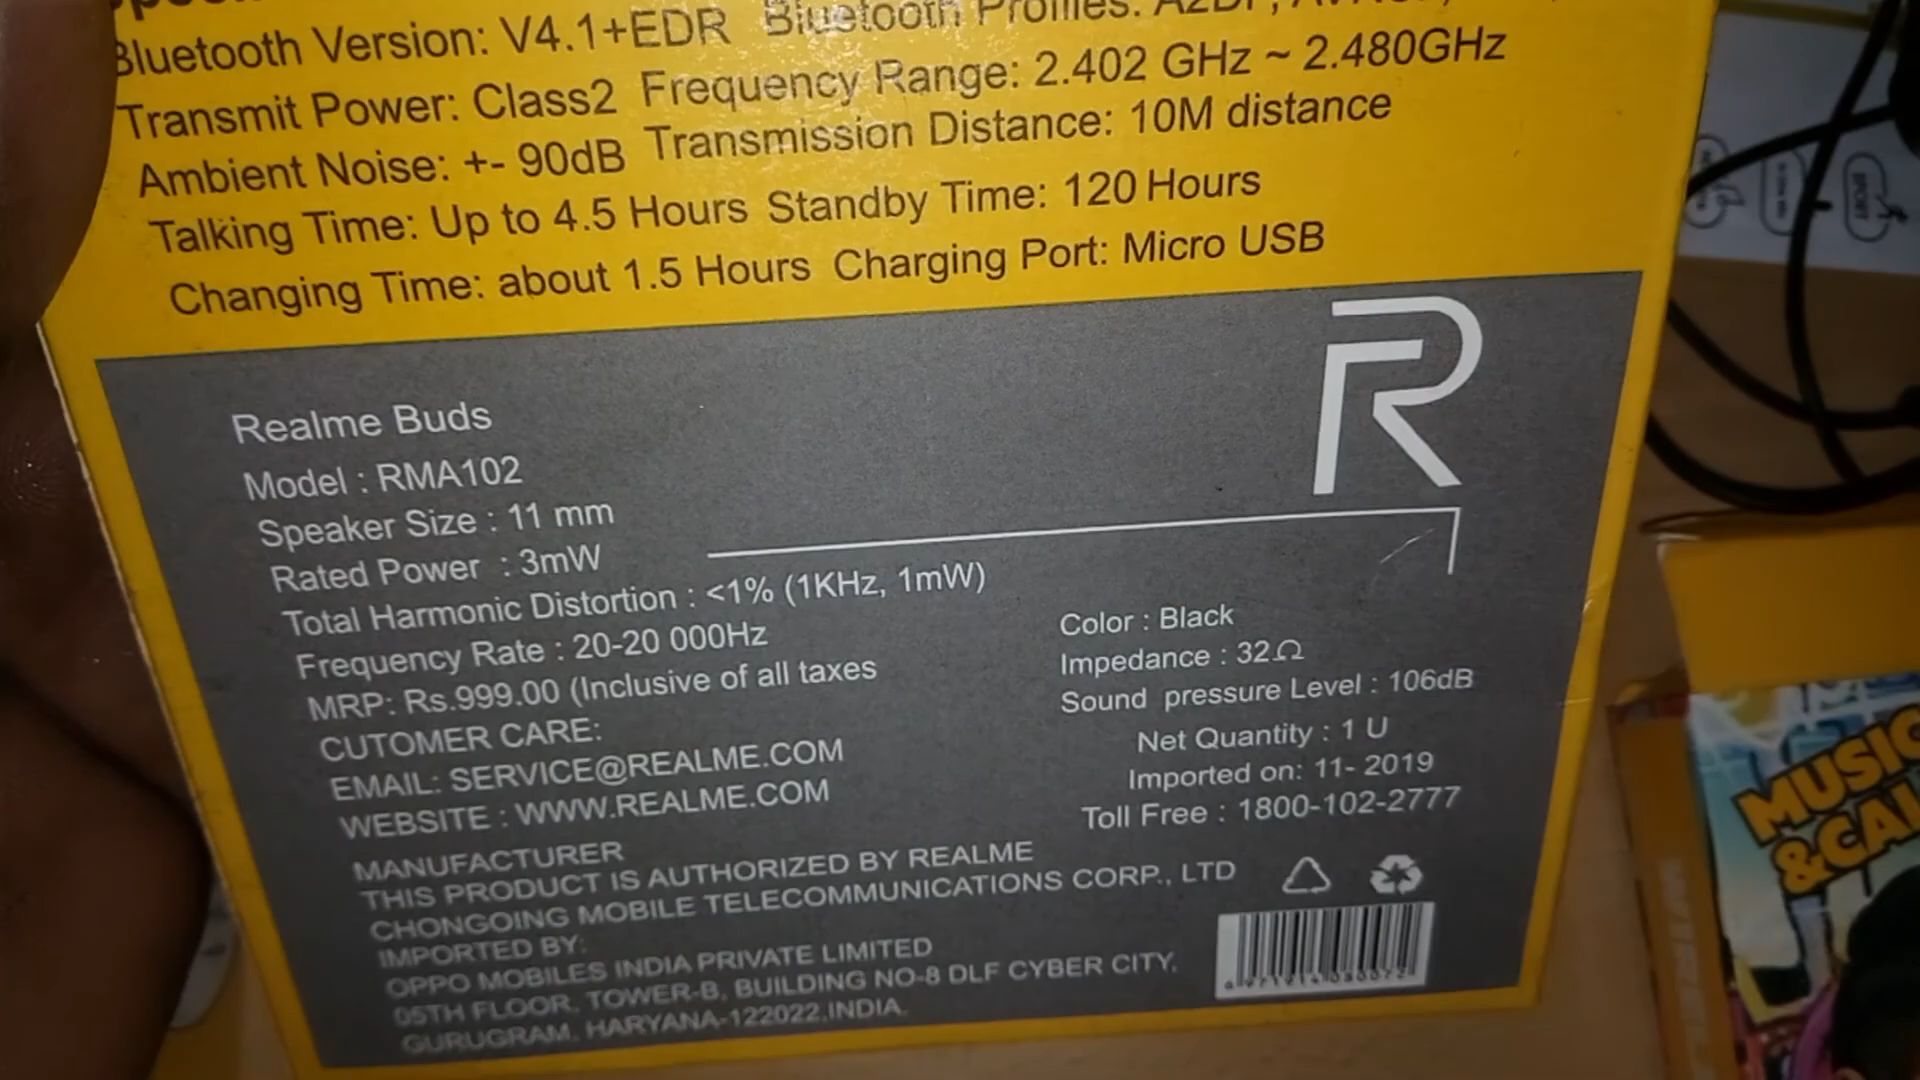 Bluetooth Version: V4.1+EDR Bluetooth Profiles:
Transmit Power: Class2 Frequency Range: 2.402 GHz ~ 2.480GHz
Ambient Noise: +- 90dB Transmission Distance: 10M distance
Talking Time: Up to 4.5 Hours Standby Time: 120 Hours
Changing Time: about 1.5 Hours Charging Port: Micro USB
Realme Buds
Model : RMA102
Speaker Size : 11 mm
Rated Power : 3mW
Total Harmonic Distortion : <1% (1KHz, 1mW)
Frequency Rate : 20-20 000Hz
MRP: Rs.999.00 (Inclusive of all taxes
CUTOMER CARE:
EMAIL: SERVICE@REALME.COM
WEBSITE : WWW.REALME.COM
Color : Black
Impedance : 32Ω
Sound pressure Level : 106dB
Net Quantity : 1 U
Imported on: 11- 2019
Toll Free : 1800-102-2777
MANUFACTURER
THIS PRODUCT IS AUTHORIZED BY REALME
CHONGOING MOBILE TELECOMMUNICATIONS CORP., LTD
IMPORTED BY:
OPPO MOBILES INDIA PRIVATE LIMITED
05TH FLOOR, TOWER-B, BUILDING NO-8 DLF CYBER CITY,
GURUGRAM, HARYANA-122022,INDIA.
MUSIC
SPORT